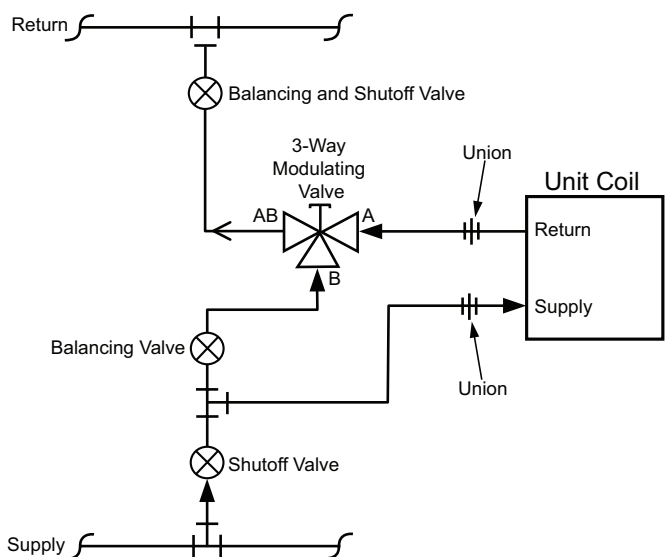 Return
Balancing and Shutoff Valve
3-Way
Modulating
Valve
Union
Unit Coil
AB
A
Return
B
Supply
Balancing Valve
Union
Shutoff Valve
Supply